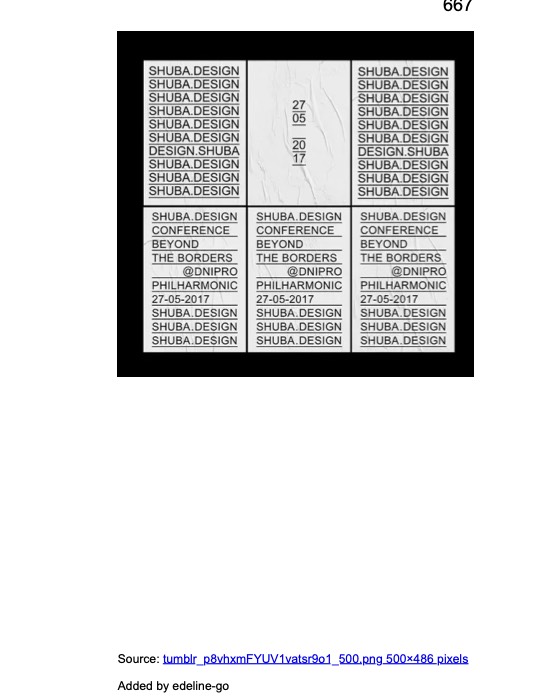 667
SHUBA.DESIGN
SHUBA.DESIGN
SHUBA.DESIGN
SHUBA.DESIGN
SHUBA.DESIGN
SHUBA.DESIGN
DESIGN.SHUBA
SHUBA.DESIGN
SHUBA.DESIGN
SHUBA.DESIGN
27
05
20
17
SHUBA.DESIGN
SHUBA.DESIGN
SHUBA.DESIGN
SHUBA.DESIGN
SHUBA.DESIGN
SHUBA.DESIGN
DESIGN.SHUBA
SHUBA.DESIGN
SHUBA.DESIGN
SHUBA.DESIGN
SHUBA.DESIGN
CONFERENCE
BEYOND
THE BORDERS
@DNIPRO
PHILHARMONIC
27-05-2017
SHUBA.DESIGN
SHUBA.DESIGN
SHUBA.DESIGN
SHUBA.DESIGN
CONFERENCE
BEYOND
THE BORDERS
@DNIPRO
PHILHARMONIC
27-05-2017
SHUBA.DESIGN
SHUBA.DESIGN
SHUBA.DESIGN
SHUBA.DESIGN
CONFERENCE
BEYOND
THE BORDERS
@DNIPRO
PHILHARMONIC
27-05-2017
SHUBA.DESIGN
SHUBA.DESIGN
SHUBA.DESIGN
Source: tumblr_p8vhxmFYUV1vatsr9o1_500.png 500×486 pixels
Added by edeline-go